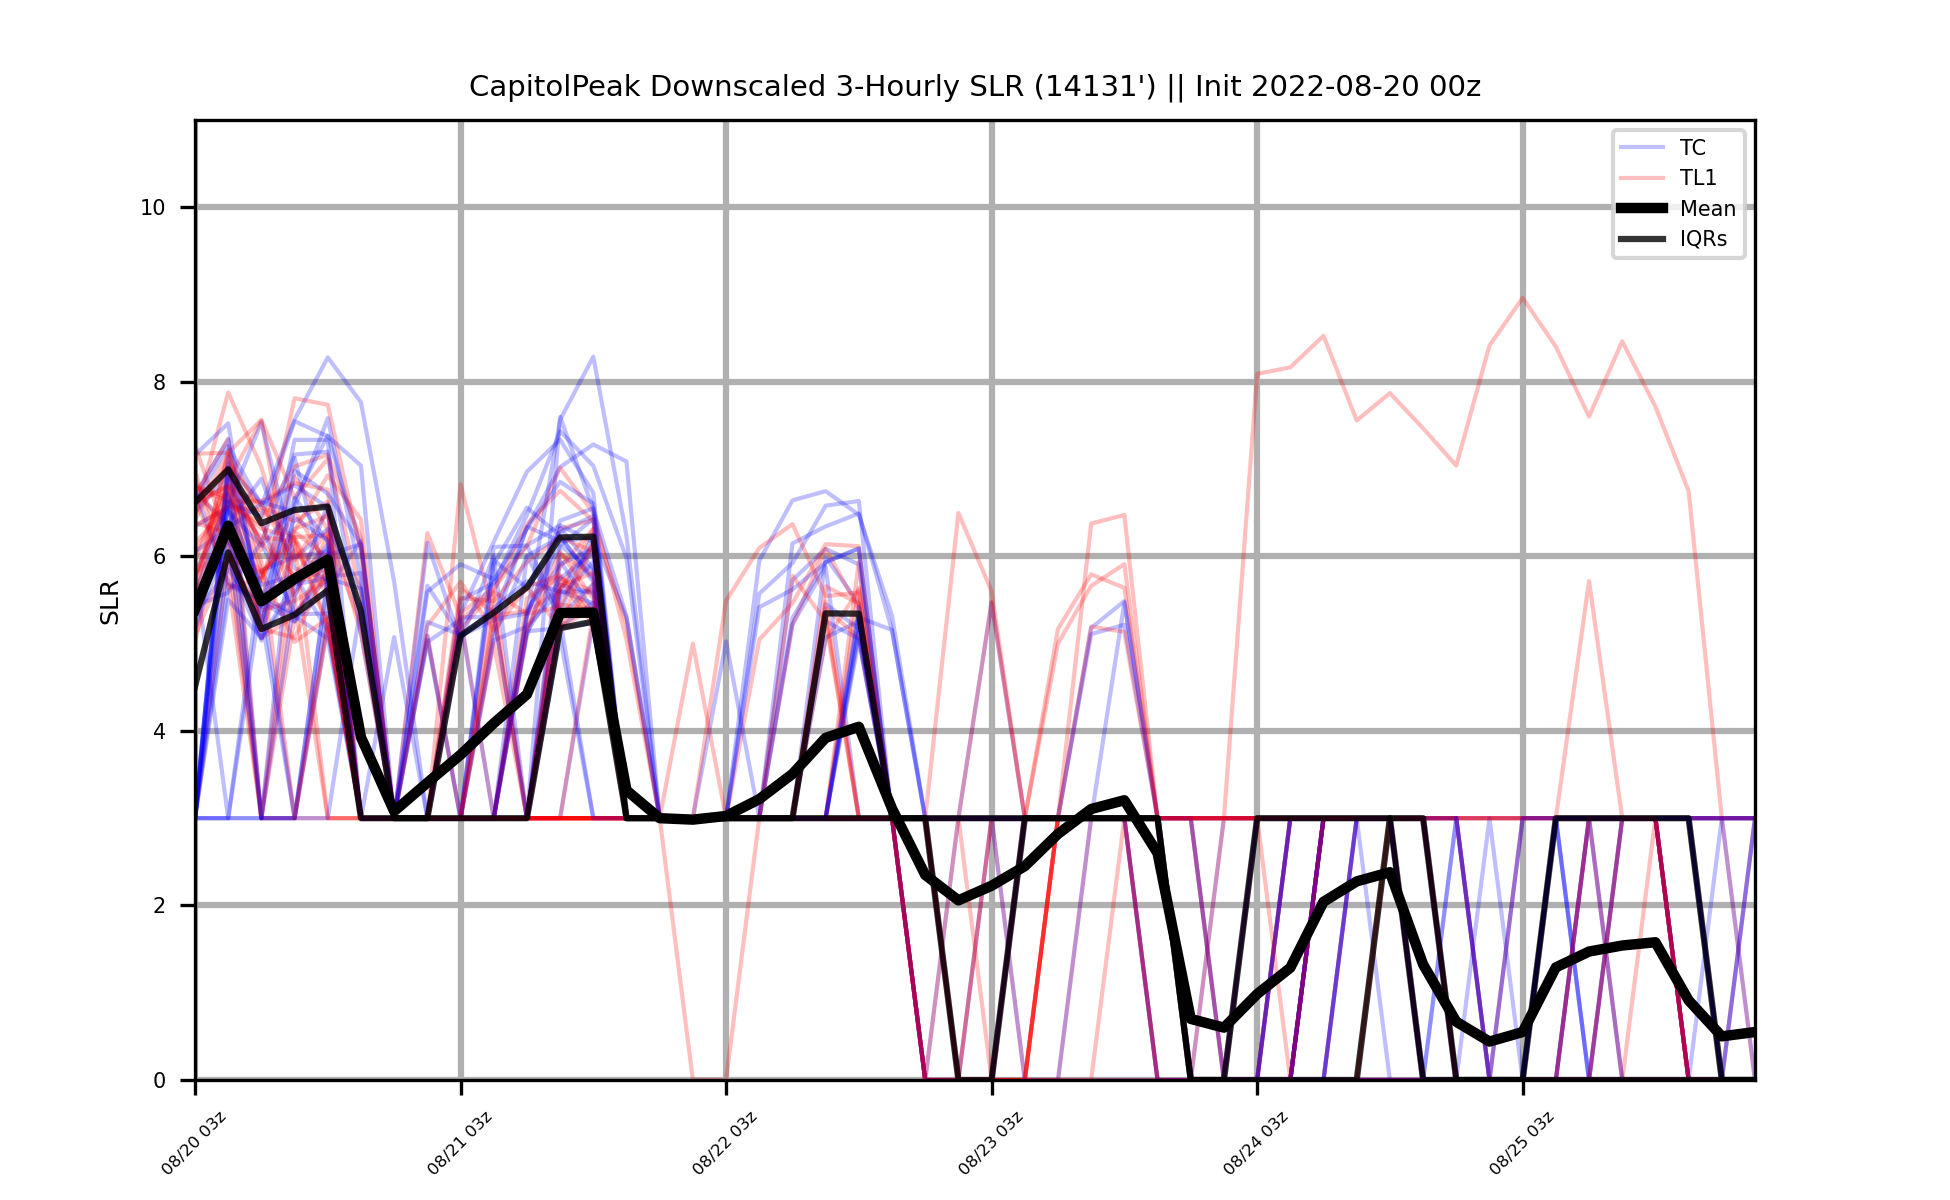 CapitolPeak Downscaled 3-Hourly SLR (14131') || Init 2022-08-20 00z
TC
TL1
Mean
IQRs
SLR
10
8
6
4
2
0
08/20 03z
08/21 03z
08/22 03z
08/23 03z
08/24 03z
08/25 03z